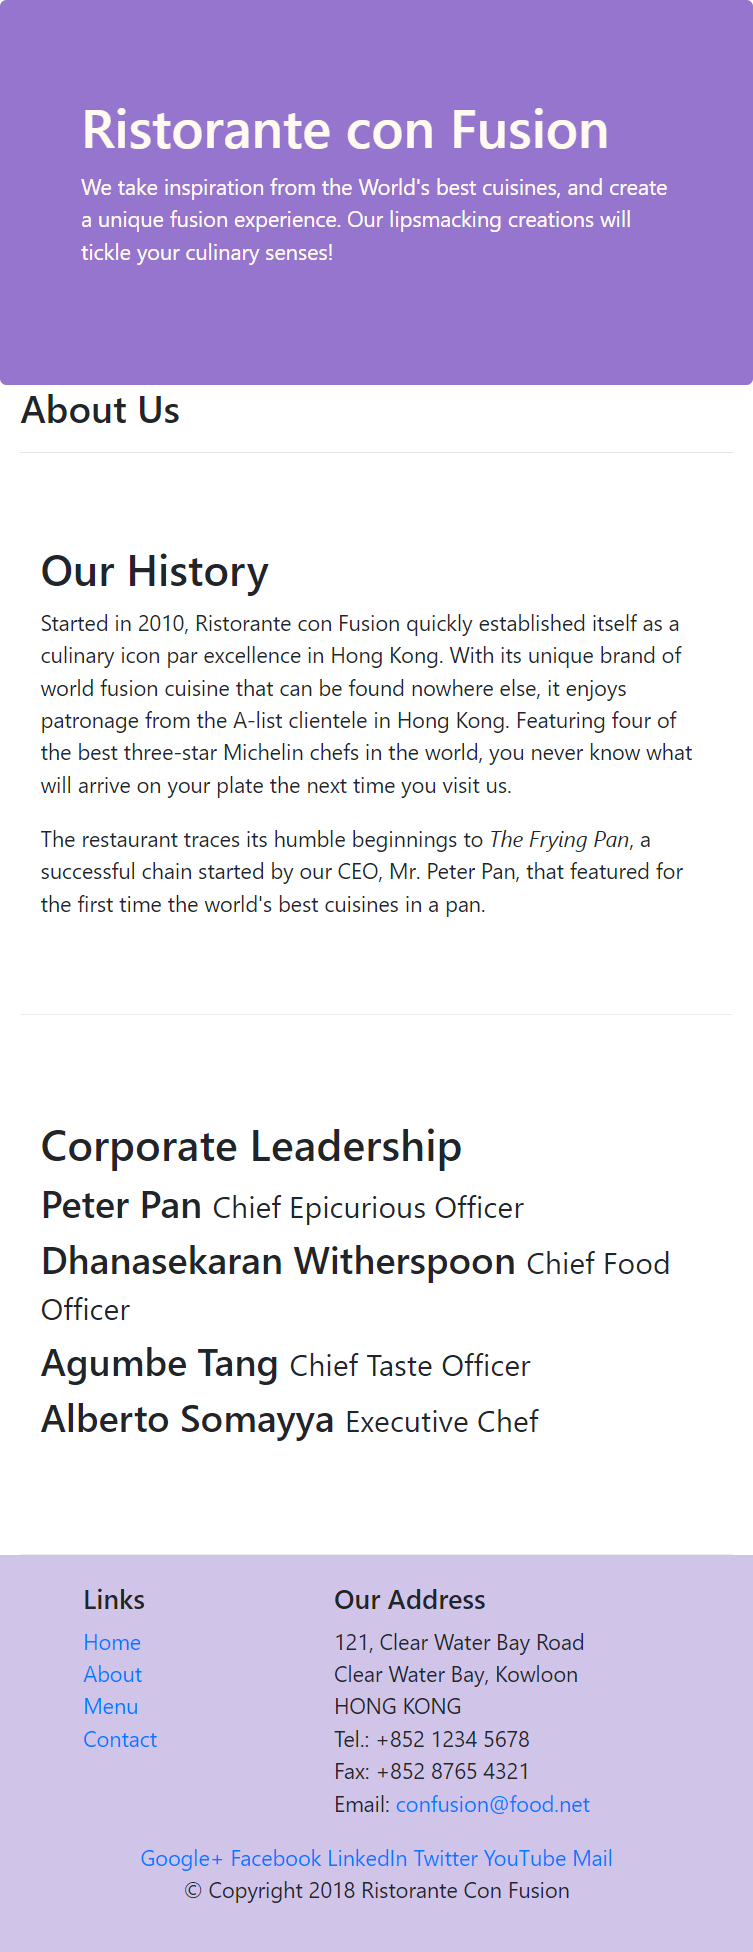 Ristorante con Fusion
We take inspiration from the World's best cuisines, and create
a unique fusion experience. Our lipsmacking creations will
tickle your culinary senses!
About Us
Our History
Started in 2010, Ristorante con Fusion quickly established itself as a
culinary icon par excellence in Hong Kong. With its unique brand of
world fusion cuisine that can be found nowhere else, it enjoys
patronage from the A-list clientele in Hong Kong. Featuring four of
the best three-star Michelin chefs in the world, you never know what
will arrive on your plate the next time you visit us.
The restaurant traces its humble beginnings to The Frying Pan, a
successful chain started by our CEO, Mr. Peter Pan, that featured for
the first time the world's best cuisines in a pan.
Corporate Leadership
Peter Pan Chief Epicurious Officer
Dhanasekaran Witherspoon Chief Food
Officer
Agumbe Tang Chief Taste Officer
Alberto Somayya Executive Chef
Links
Home
About
Menu
Contact
Our Address
121, Clear Water Bay Road
Clear Water Bay, Kowloon
HONG KONG
Tel.: +852 1234 5678
Fax: +852 8765 4321
Email: confusion@food.net
Google+ Facebook LinkedIn Twitter YouTube Mail
© Copyright 2018 Ristorante Con Fusion